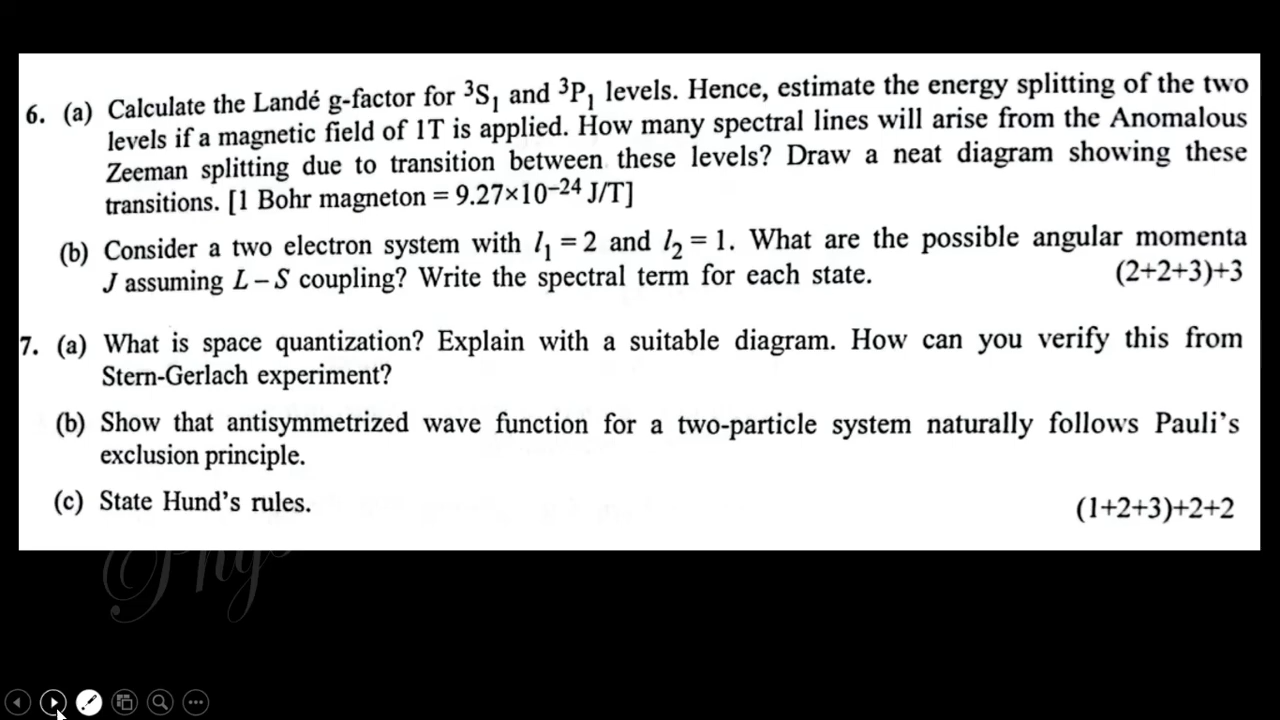 6. (a) Calculate the Landé g-factor for ³S₁ and ³P₁ levels. Hence, estimate the energy splitting of the two
levels if a magnetic field of 1T is applied. How many spectral lines will arise from the Anomalous
Zeeman splitting due to transition between these levels? Draw a neat diagram showing these
transitions. [1 Bohr magneton = 9.27×10⁻²⁴ J/T]
(b) Consider a two electron system with l₁ = 2 and l₂ = 1. What are the possible angular momenta
J assuming L – S coupling? Write the spectral term for each state. (2+2+3)+3
7. (a) What is space quantization? Explain with a suitable diagram. How can you verify this from
Stern-Gerlach experiment?
(b) Show that antisymmetrized wave function for a two-particle system naturally follows Pauli's
exclusion principle.
(c) State Hund's rules. (1+2+3)+2+2